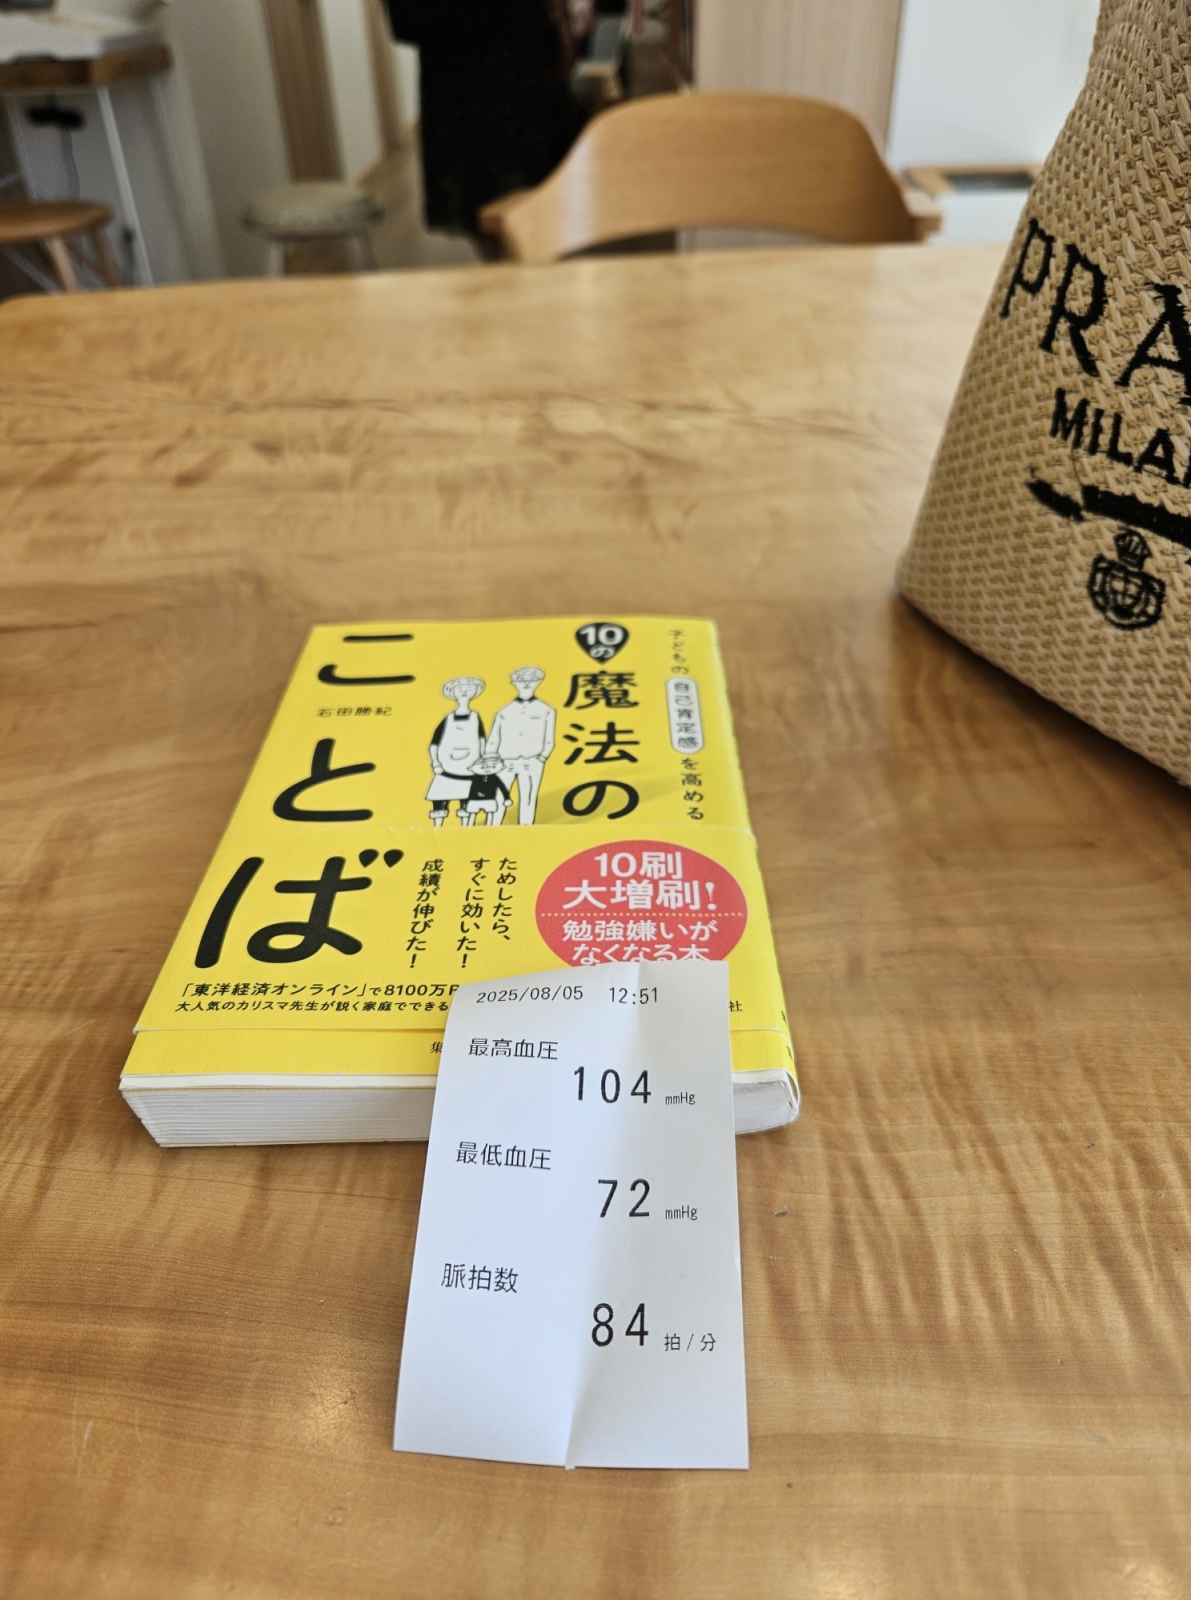 PRA
MILA
子どもの自己肯定感を高める
10の
魔法の
ことば
石田勝紀
ためしたら、
すぐに効いた!
成績が伸びた!
10刷
大増刷!
勉強嫌いが
なくなる本
「東洋経済オンライン」で8100万P
大人気のカリスマ先生が説く家庭でできる
社
集
2025/08/05 12:51
最高血圧
104 mmHg
最低血圧
72 mmHg
脈拍数
84 拍/分